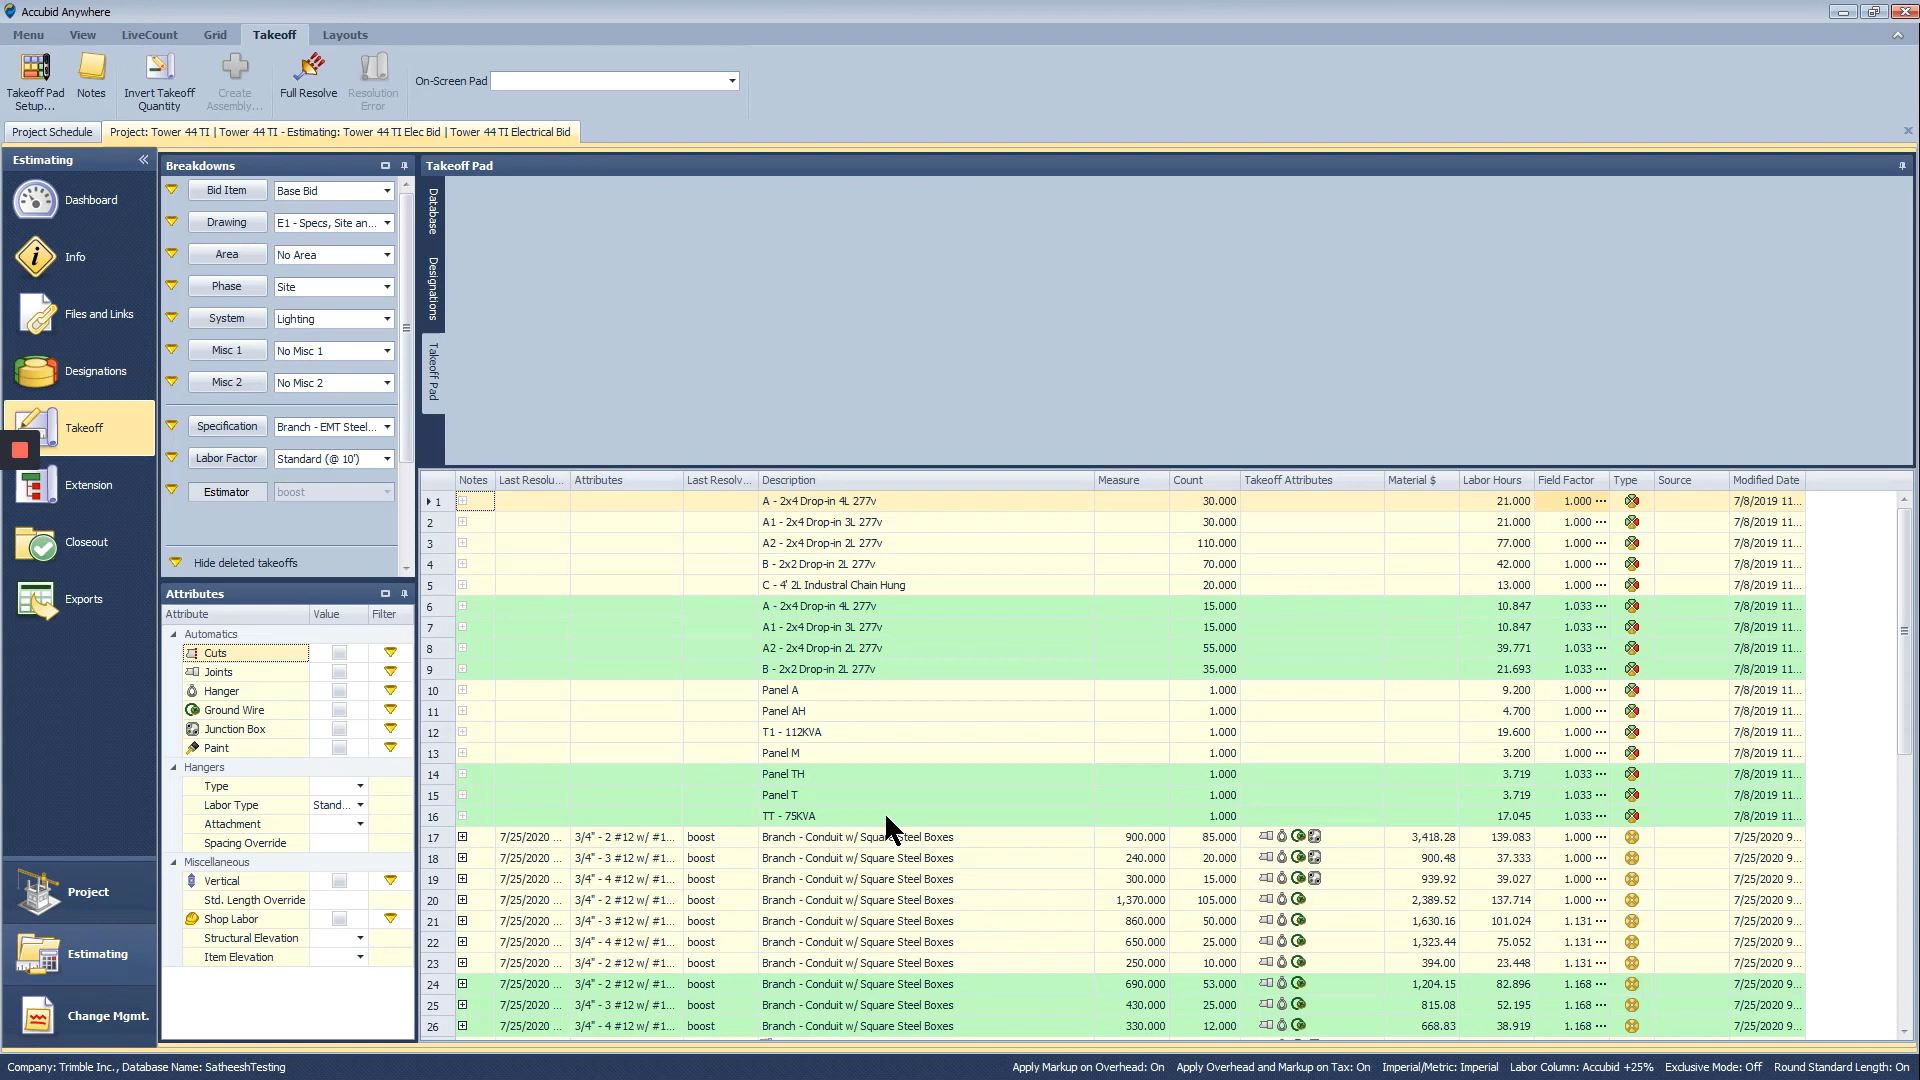 Accubid Anywhere
Menu View LiveCount Grid Takeoff Layouts
Takeoff Pad Setup... Notes Invert Takeoff Quantity Create Assembly... Full Resolve Resolution Error On-Screen Pad
Project Schedule Project: Tower 44 TI | Tower 44 TI - Estimating: Tower 44 TI Elec Bid | Tower 44 TI Electrical Bid
Estimating
Dashboard
Info
Files and Links
Designations
Takeoff
Extension
Closeout
Exports
Project
Estimating
Change Mgmt.
Breakdowns
Bid Item Base Bid
Drawing E1 - Specs, Site an...
Area No Area
Phase Site
System Lighting
Misc 1 No Misc 1
Misc 2 No Misc 2
Specification Branch - EMT Steel...
Labor Factor Standard (@ 10')
Estimator boost
Hide deleted takeoffs
Attributes
Attribute Value Filter
Automatics
Cuts
Joints
Hanger
Ground Wire
Junction Box
Paint
Hangers
Type
Labor Type Stand...
Attachment
Spacing Override
Miscellaneous
Vertical
Std. Length Override
Shop Labor
Structural Elevation
Item Elevation
Takeoff Pad
Database
Designations
Takeoff Pad
Notes Last Resolu... Attributes Last Resolv... Description Measure Count Takeoff Attributes Material $ Labor Hours Field Factor Type Source Modified Date
1 A - 2x4 Drop-in 4L 277v 30.000 21.000 1.000 ... 7/8/2019 11...
2 A1 - 2x4 Drop-in 3L 277v 30.000 21.000 1.000 ... 7/8/2019 11...
3 A2 - 2x4 Drop-in 2L 277v 110.000 77.000 1.000 ... 7/8/2019 11...
4 B - 2x2 Drop-in 2L 277v 70.000 42.000 1.000 ... 7/8/2019 11...
5 C - 4' 2L Industral Chain Hung 20.000 13.000 1.000 ... 7/8/2019 11...
6 A - 2x4 Drop-in 4L 277v 15.000 10.847 1.033 ... 7/8/2019 11...
7 A1 - 2x4 Drop-in 3L 277v 15.000 10.847 1.033 ... 7/8/2019 11...
8 A2 - 2x4 Drop-in 2L 277v 55.000 39.771 1.033 ... 7/8/2019 11...
9 B - 2x2 Drop-in 2L 277v 35.000 21.693 1.033 ... 7/8/2019 11...
10 Panel A 1.000 9.200 1.000 ... 7/8/2019 11...
11 Panel AH 1.000 4.700 1.000 ... 7/8/2019 11...
12 T1 - 112KVA 1.000 19.600 1.000 ... 7/8/2019 11...
13 Panel M 1.000 3.200 1.000 ... 7/8/2019 11...
14 Panel TH 1.000 3.719 1.033 ... 7/8/2019 11...
15 Panel T 1.000 3.719 1.033 ... 7/8/2019 11...
16 TT - 75KVA 1.000 17.045 1.033 ... 7/8/2019 11...
17 7/25/2020 ... 3/4" - 2 #12 w/ #1... boost Branch - Conduit w/ Square Steel Boxes 900.000 85.000 3,418.28 139.083 1.000 ... 7/25/2020 9...
18 7/25/2020 ... 3/4" - 3 #12 w/ #1... boost Branch - Conduit w/ Square Steel Boxes 240.000 20.000 900.48 37.333 1.000 ... 7/25/2020 9...
19 7/25/2020 ... 3/4" - 4 #12 w/ #1... boost Branch - Conduit w/ Square Steel Boxes 300.000 15.000 939.92 39.027 1.000 ... 7/25/2020 9...
20 7/25/2020 ... 3/4" - 2 #12 w/ #1... boost Branch - Conduit w/ Square Steel Boxes 1,370.000 105.000 2,389.52 137.714 1.000 ... 7/25/2020 9...
21 7/25/2020 ... 3/4" - 3 #12 w/ #1... boost Branch - Conduit w/ Square Steel Boxes 860.000 50.000 1,630.16 101.024 1.131 ... 7/25/2020 9...
22 7/25/2020 ... 3/4" - 4 #12 w/ #1... boost Branch - Conduit w/ Square Steel Boxes 650.000 25.000 1,323.44 75.052 1.131 ... 7/25/2020 9...
23 7/25/2020 ... 3/4" - 2 #12 w/ #1... boost Branch - Conduit w/ Square Steel Boxes 250.000 10.000 394.00 23.448 1.131 ... 7/25/2020 9...
24 7/25/2020 ... 3/4" - 2 #12 w/ #1... boost Branch - Conduit w/ Square Steel Boxes 690.000 53.000 1,204.15 82.896 1.168 ... 7/25/2020 9...
25 7/25/2020 ... 3/4" - 3 #12 w/ #1... boost Branch - Conduit w/ Square Steel Boxes 430.000 25.000 815.08 52.195 1.168 ... 7/25/2020 9...
26 7/25/2020 ... 3/4" - 4 #12 w/ #1... boost Branch - Conduit w/ Square Steel Boxes 330.000 12.000 668.83 38.919 1.168 ... 7/25/2020 9...
Company: Trimble Inc., Database Name: SatheeshTesting Apply Markup on Overhead: On Apply Overhead and Markup on Tax: On Imperial/Metric: Imperial Labor Column: Accubid +25% Exclusive Mode: Off Round Standard Length: On